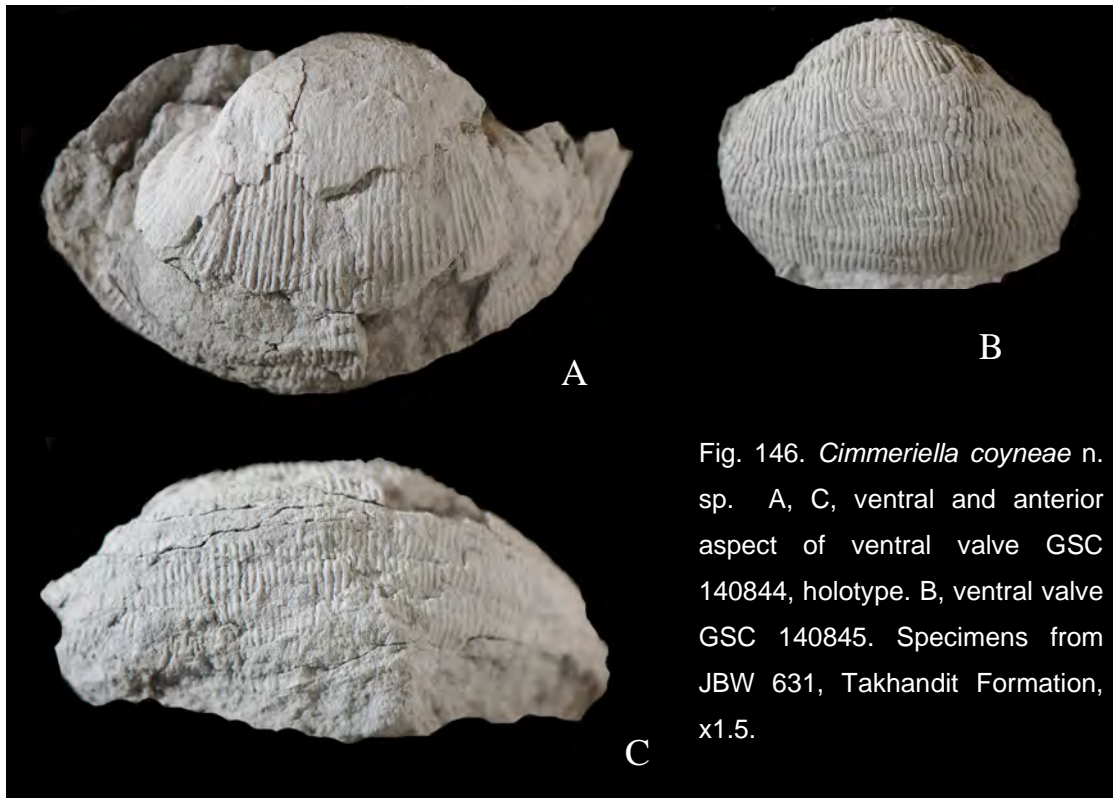 A
B
C
Fig. 146. Cimmeriella coyneae n.
sp. A, C, ventral and anterior
aspect of ventral valve GSC
140844, holotype. B, ventral valve
GSC 140845. Specimens from
JBW 631, Takhandit Formation,
x1.5.